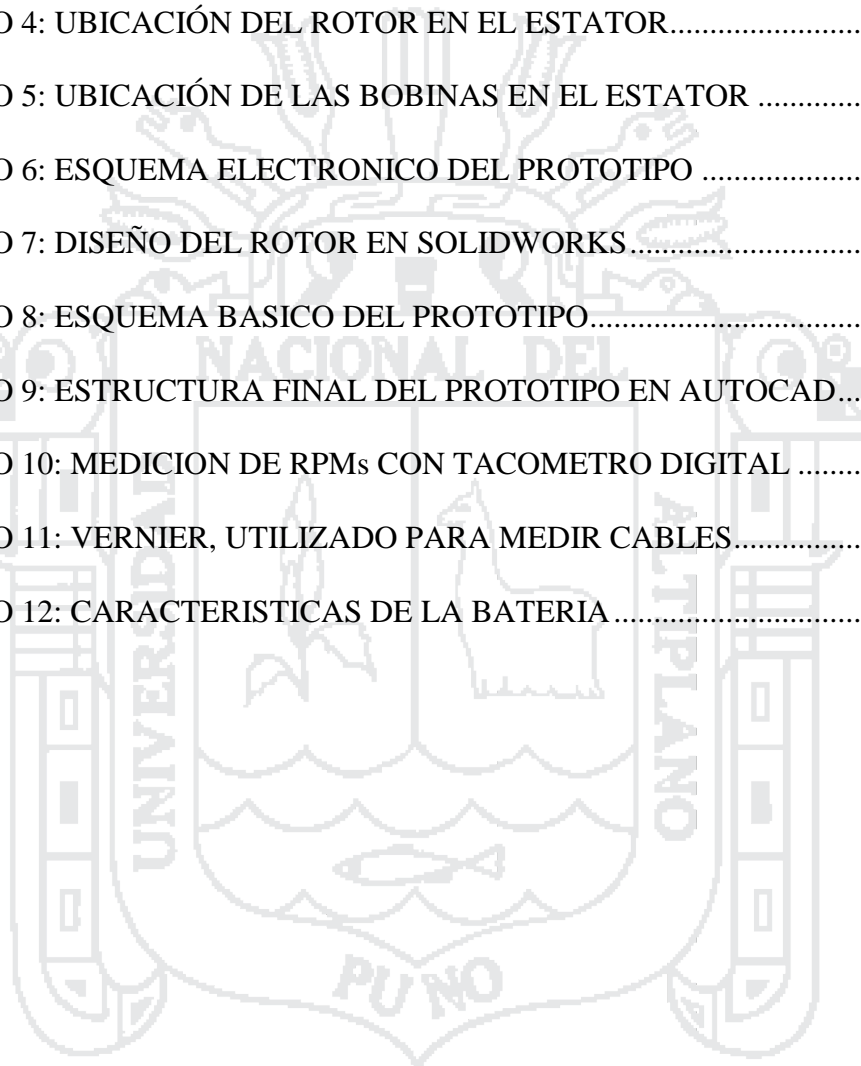 O 4: UBICACIÓN DEL ROTOR EN EL ESTATOR.......................
O 5: UBICACIÓN DE LAS BOBINAS EN EL ESTATOR .............
O 6: ESQUEMA ELECTRONICO DEL PROTOTIPO ....................
O 7: DISEÑO DEL ROTOR EN SOLIDWORKS............................
O 8: ESQUEMA BASICO DEL PROTOTIPO..................................
O 9: ESTRUCTURA FINAL DEL PROTOTIPO EN AUTOCAD...
O 10: MEDICION DE RPMs CON TACOMETRO DIGITAL ........
O 11: VERNIER, UTILIZADO PARA MEDIR CABLES................
O 12: CARACTERISTICAS DE LA BATERIA ...............................
UNIVERSIDAD
NACIONAL DEL
ALTIPLANO
PUNO